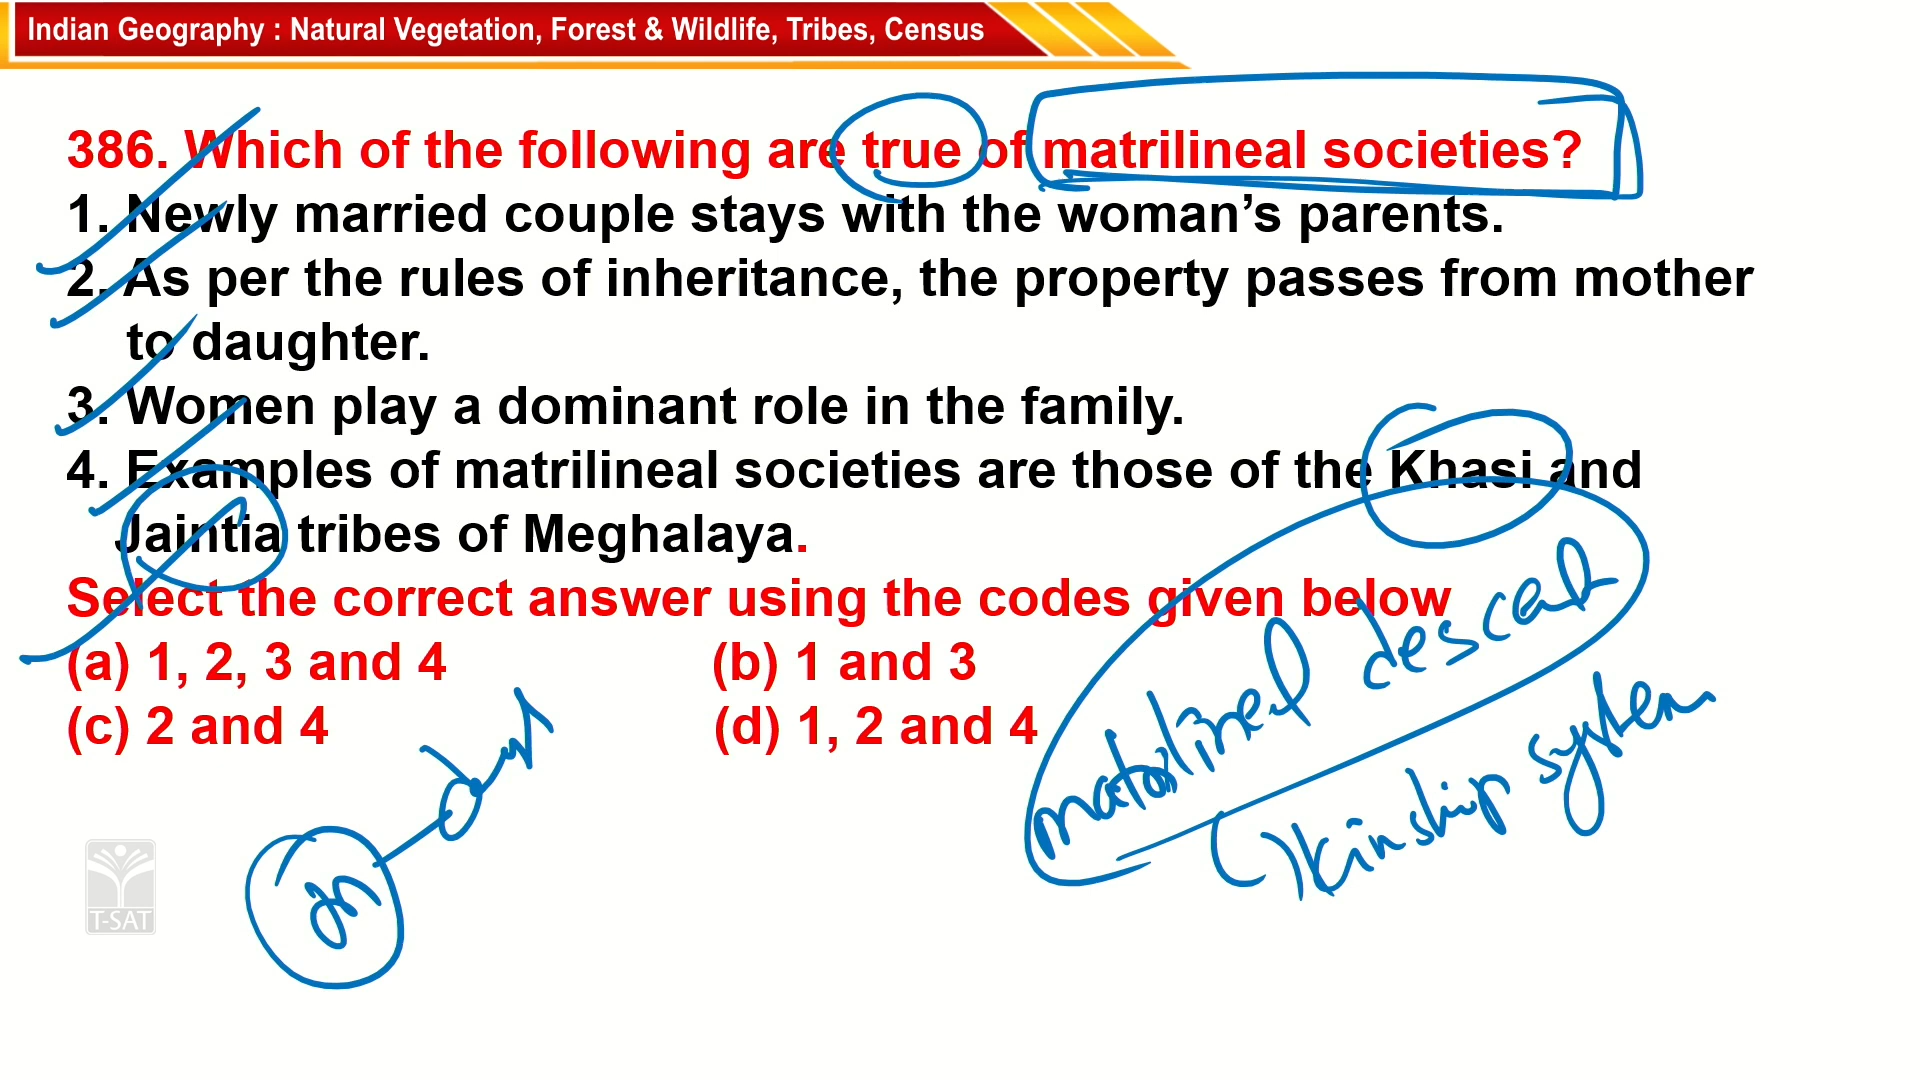 Indian Geography : Natural Vegetation, Forest & Wildlife, Tribes, Census
386. Which of the following are true of matrilineal societies?
1. Newly married couple stays with the woman’s parents.
2. As per the rules of inheritance, the property passes from mother
to daughter.
3. Women play a dominant role in the family.
4. Examples of matrilineal societies are those of the Khasi and
Jaintia tribes of Meghalaya.
Select the correct answer using the codes given below
(a) 1, 2, 3 and 4 (b) 1 and 3
(c) 2 and 4 (d) 1, 2 and 4
matrilineal
kinship system
T-SAT